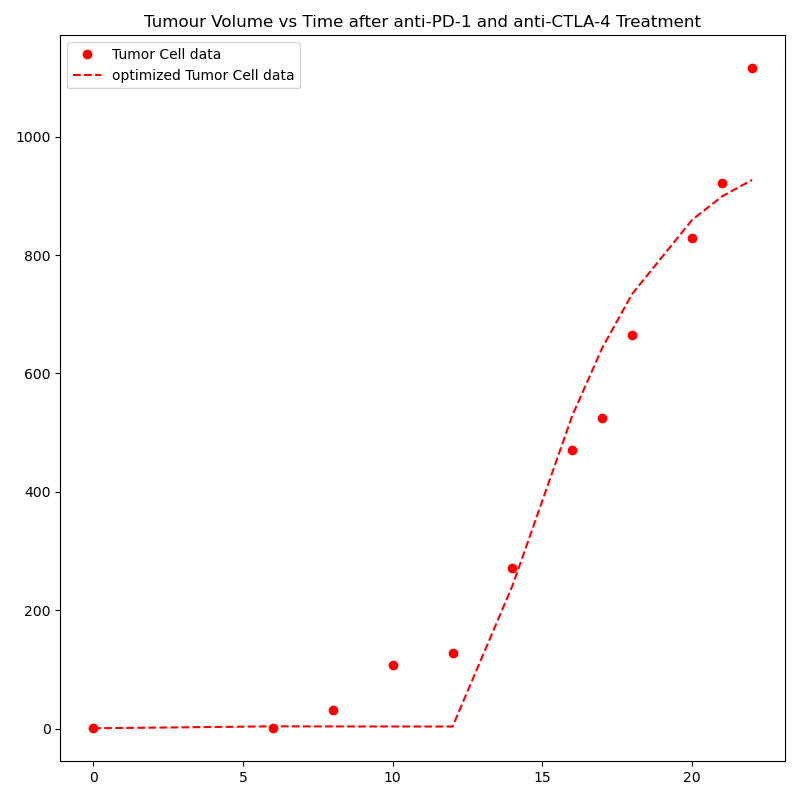 Tumour Volume vs Time after anti-PD-1 and anti-CTLA-4 Treatment
Tumor Cell data
optimized Tumor Cell data
1000
800
600
400
200
0
0 5 10 15 20